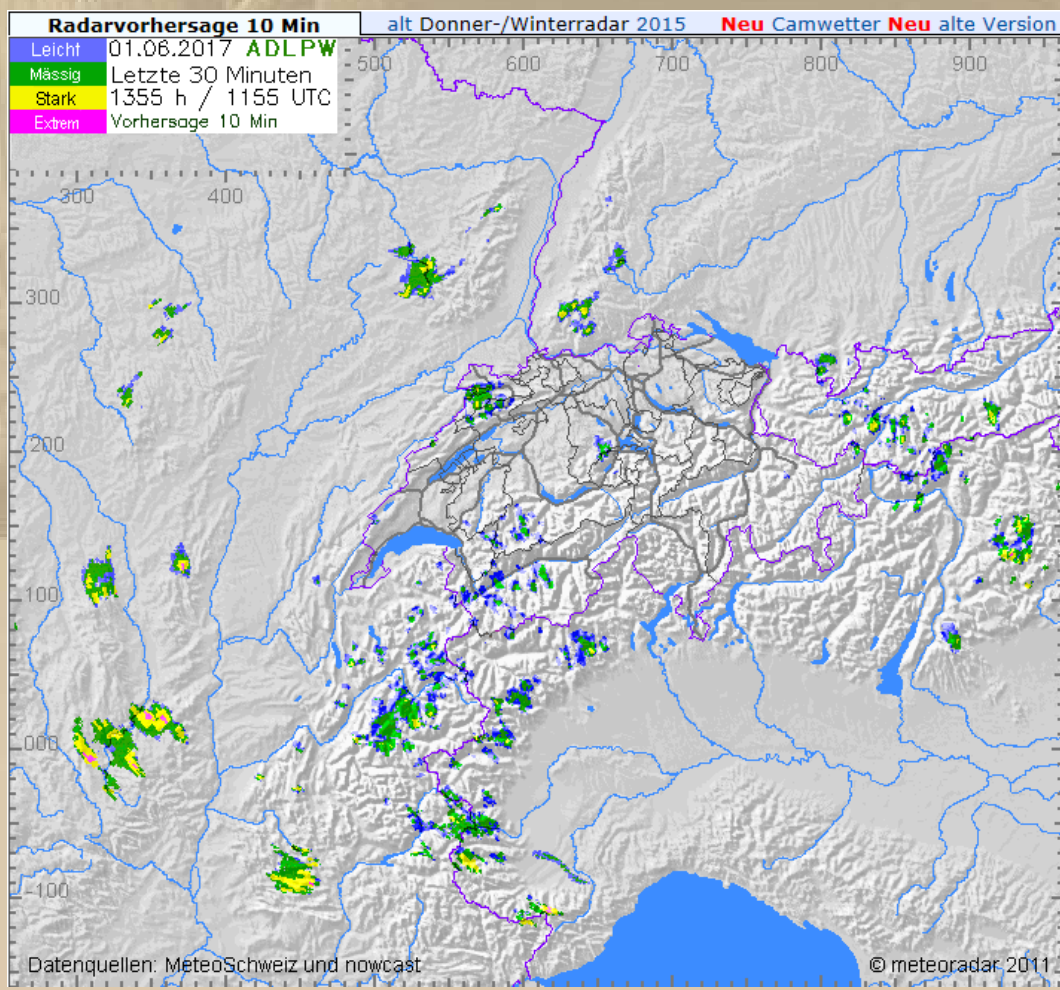 Radarvorhersage 10 Min alt Donner-/Winterradar 2015 Neu Camwetter Neu alte Version
Leicht 01.06.2017 ADLPW
Mässig Letzte 30 Minuten
Stark 1355 h / 1155 UTC
Extrem Vorhersage 10 Min
500 600 700 800 900
300 400
300
200
100
000
-100
Datenquellen: MeteoSchweiz und nowcast © meteoradar 2011